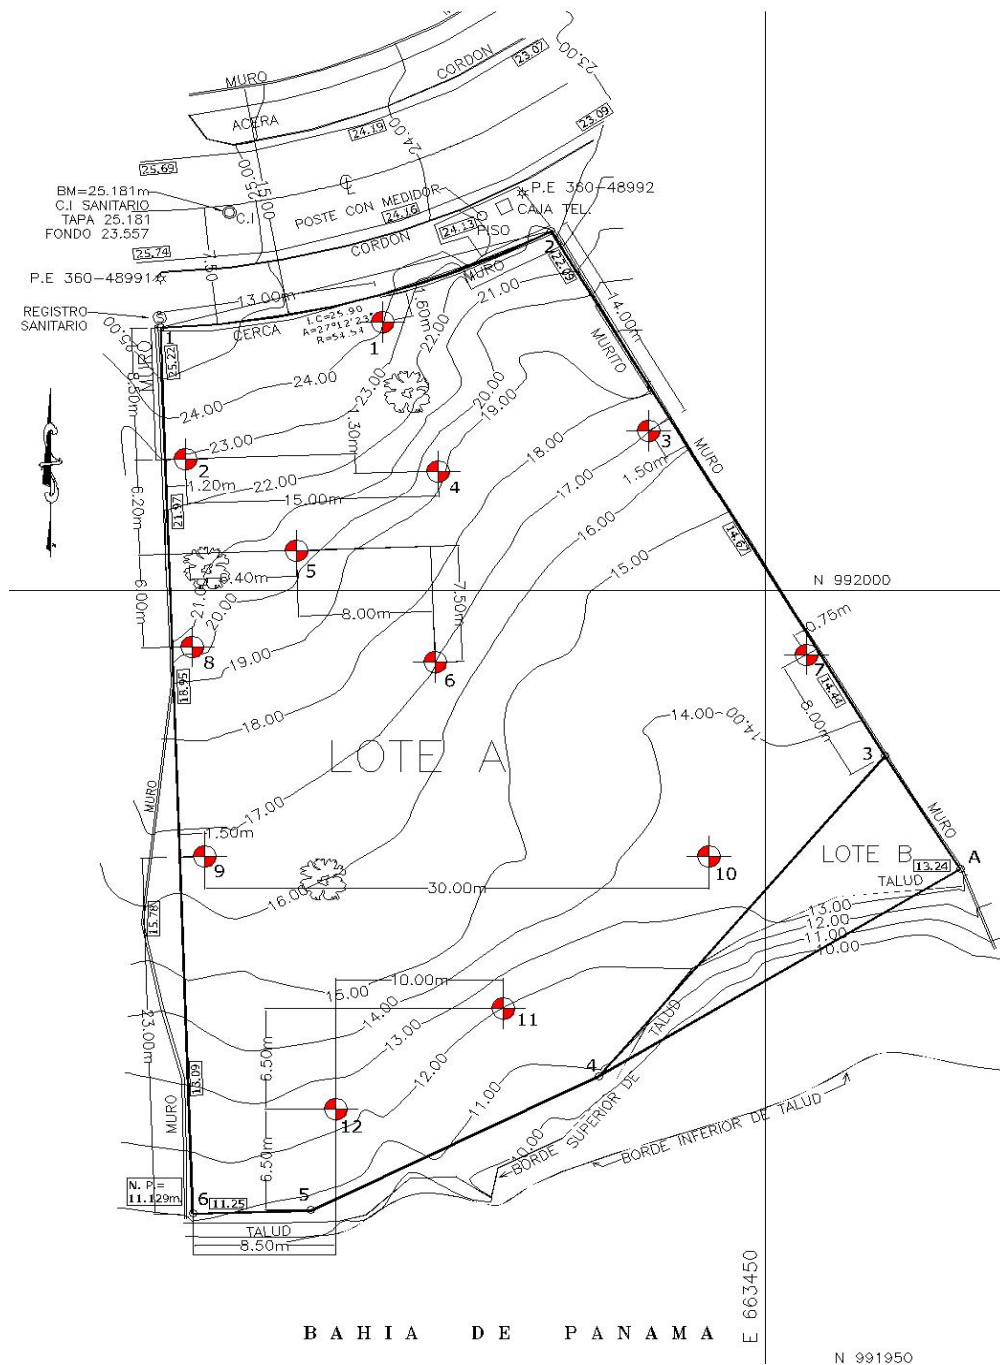 MURO
CORDON
23.07
23.00
ACERA
24.19
24.00
23.09
25.69
25.00
15.00
BM=25.181m
C.I SANITARIO
TAPA 25.181
FONDO 23.557
C.I
POSTE CON MEDIDOR
24.16
P.E 360-48992
CAJA TEL.
24.13
PISO
25.74
7.50
CORDON
2
22.69
P.E 360-48991
MURO
REGISTRO
SANITARIO
13.00m
21.00
14.00m
25.00
1
CERCA
L.C=25.90
A=27°12'23"
R=54.54
1
1.60m
22.00
MURO
25.22
8.50m
24.00
23.00
20.00
19.00
MURITO
24.00
1.30m
18.00
23.00
3
MURO
2
1.20m
22.00
4
17.00
1.50m
15.00m
6.20m
21.97
16.00
14.67
5
15.00
6.00m
6.40m
7.50m
N 992000
21.00
20.00
8.00m
0.75m
8
19.00
6
7
18.95
14.44
8.00m
18.00
14.00
14.00
LOTE A
3
MURO
17.00
MURO
1.50m
9
10
LOTE B
13.24
A
TALUD
30.00m
16.00
15.78
13.00
12.00
11.00
10.00
15.00
10.00m
14.00
11
TALUD
13.00
23.00m
6.50m
12.00
4
13.09
11.00
MURO
12
10.00
BORDE SUPERIOR DE
BORDE INFERIOR DE TALUD
6.50m
N. P.=
11.129m.
6
11.25
5
TALUD
8.50m
E 663450
BAHIA DE PANAMA
N 991950